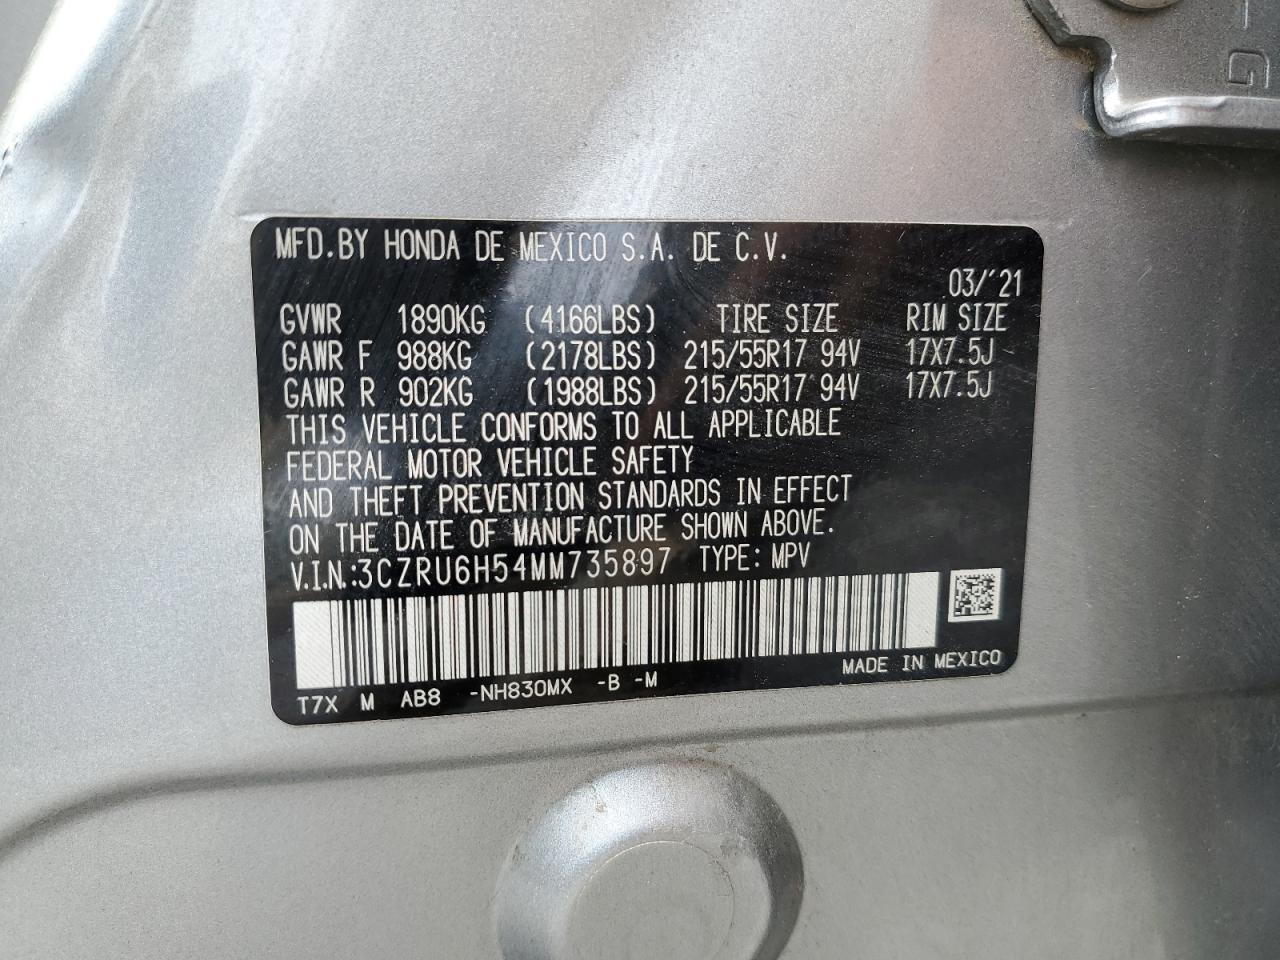 MFD.BY HONDA DE MEXICO S.A. DE C.V.
03/'21
GVWR 1890KG (4166LBS) TIRE SIZE RIM SIZE
GAWR F 988KG (2178LBS) 215/55R17 94V 17X7.5J
GAWR R 902KG (1988LBS) 215/55R17 94V 17X7.5J
THIS VEHICLE CONFORMS TO ALL APPLICABLE
FEDERAL MOTOR VEHICLE SAFETY
AND THEFT PREVENTION STANDARDS IN EFFECT
ON THE DATE OF MANUFACTURE SHOWN ABOVE.
V.I.N.:3CZRU6H54MM735897 TYPE: MPV
MADE IN MEXICO
T7X M AB8 -NH830MX -B -M